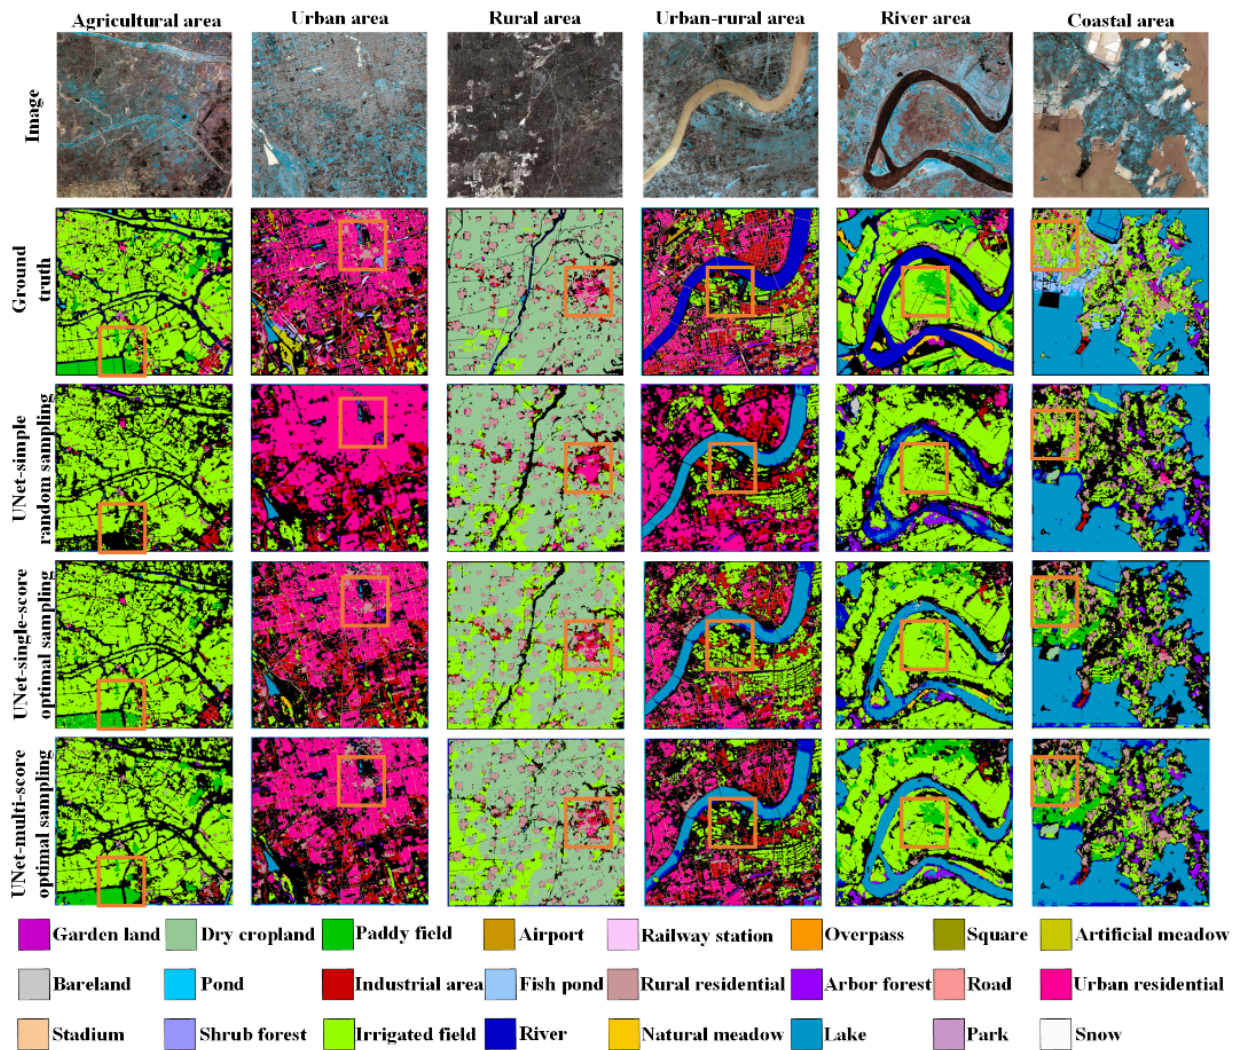 Agricultural area Urban area Rural area Urban-rural area River area Coastal area
Image
Ground
truth
UNet-simple
random sampling
UNet-single-score
optimal sampling
UNet-multi-score
optimal sampling
Garden land Dry cropland Paddy field Airport Railway station Overpass Square Artificial meadow
Bareland Pond Industrial area Fish pond Rural residential Arbor forest Road Urban residential
Stadium Shrub forest Irrigated field River Natural meadow Lake Park Snow